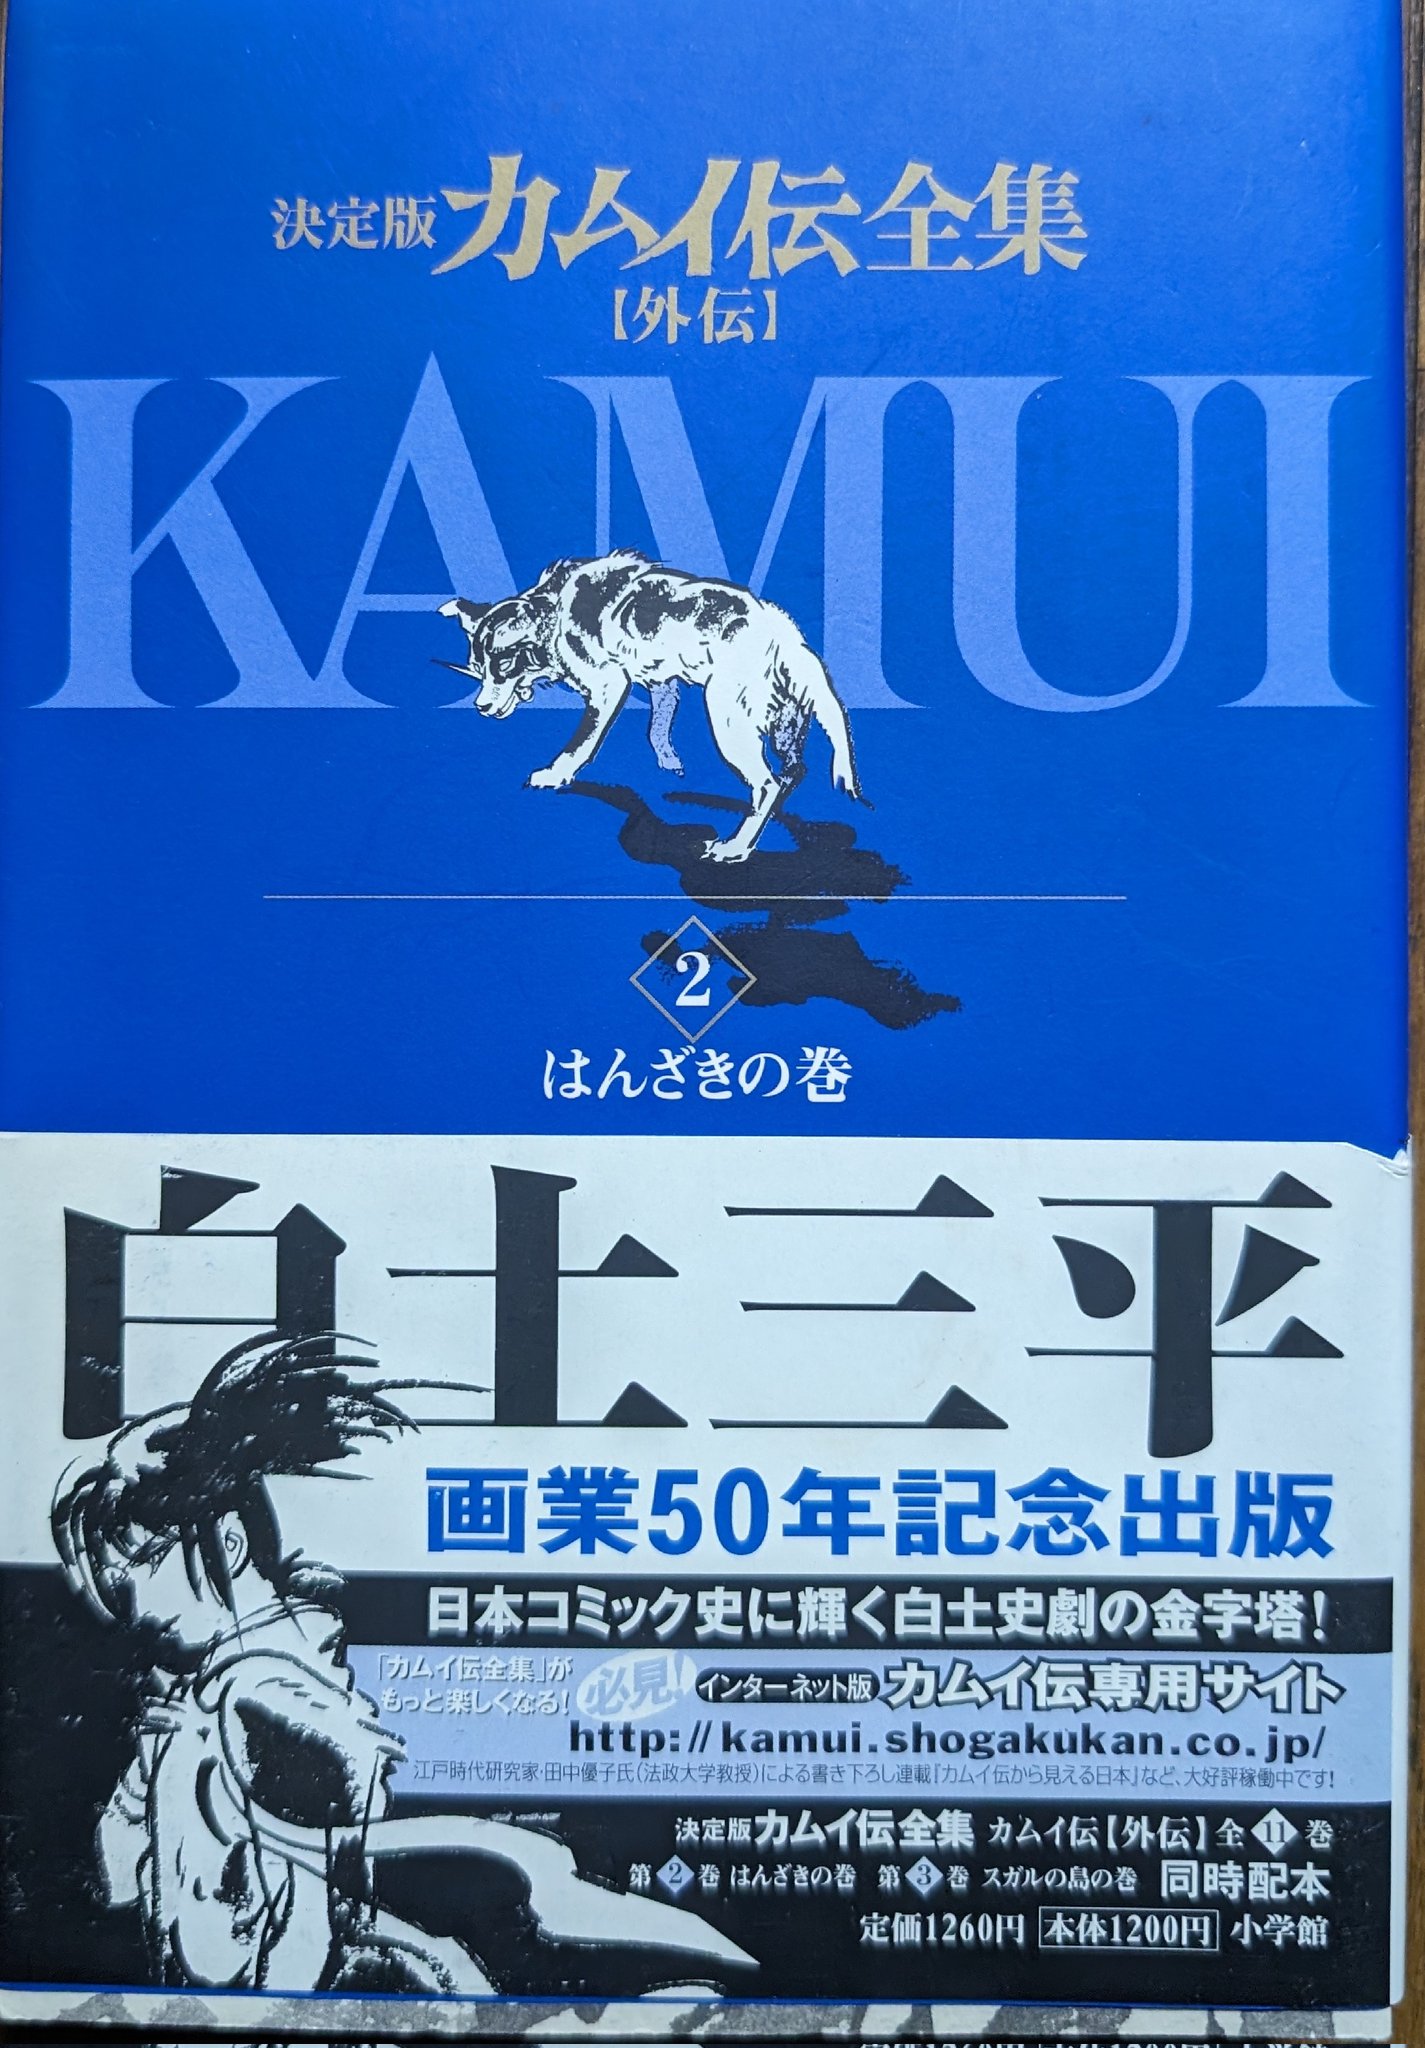 決定版カムイ伝全集
【外伝】
KAMUI
2
はんざきの巻
白土三平
画業50年記念出版
日本コミック史に輝く白土史劇の金字塔!
「カムイ伝全集」が
もっと楽しくなる!
必見! インターネット版 カムイ伝専用サイト
http://kamui.shogakukan.co.jp/
江戸時代研究家・田中優子氏(法政大学教授)による書き下ろし連載『カムイ伝から見える日本』など、大好評稼働中です!
決定版カムイ伝全集 カムイ伝【外伝】全11巻
第2巻 はんざきの巻 第3巻 スガルの島の巻 同時配本
定価1260円 本体1200円 小学館